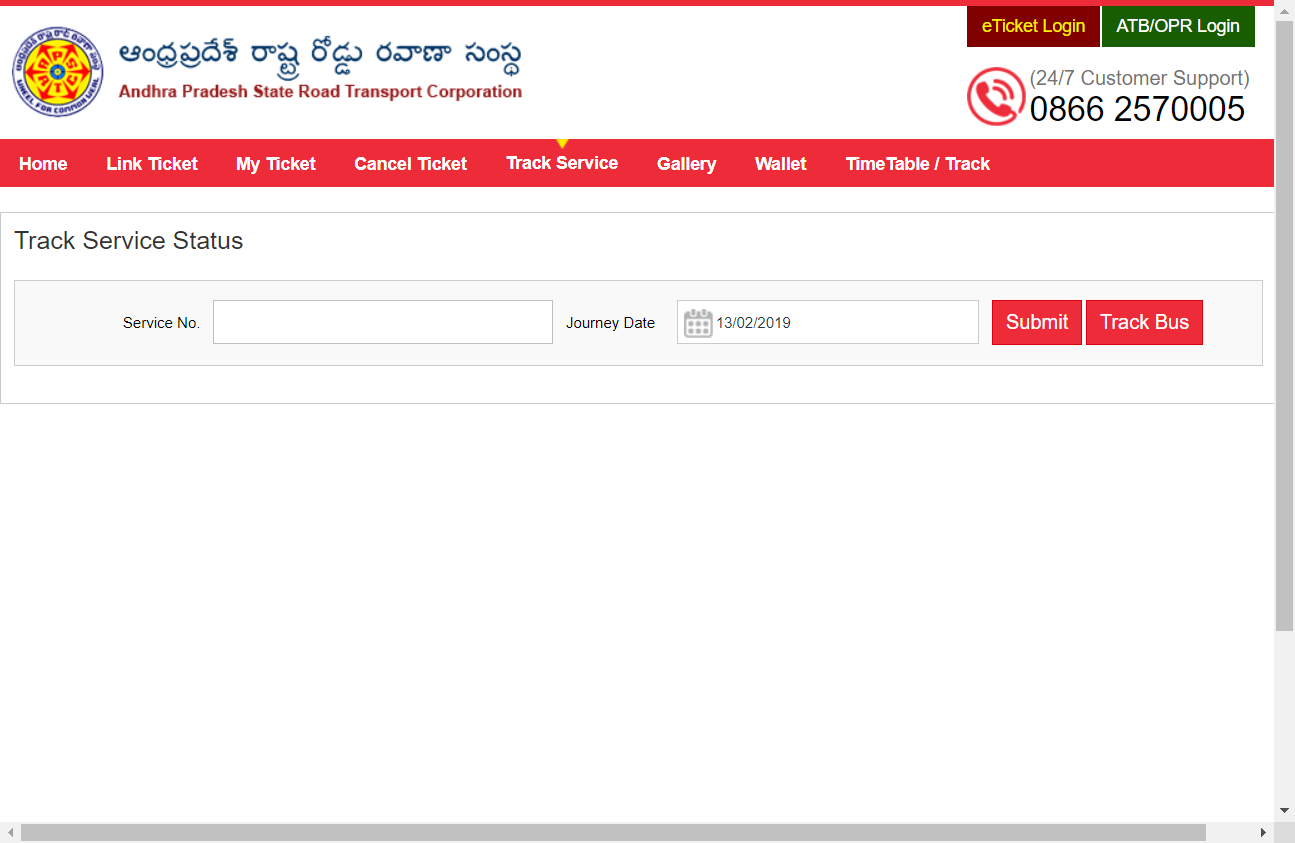 eTicket Login ATB/OPR Login
ఆంధ్రప్రదేశ్ రాష్ట్ర రోడ్డు రవాణా సంస్థ
Andhra Pradesh State Road Transport Corporation
(24/7 Customer Support)
0866 2570005
Home Link Ticket My Ticket Cancel Ticket Track Service Gallery Wallet TimeTable / Track
Track Service Status
Service No. Journey Date 13/02/2019 Submit Track Bus